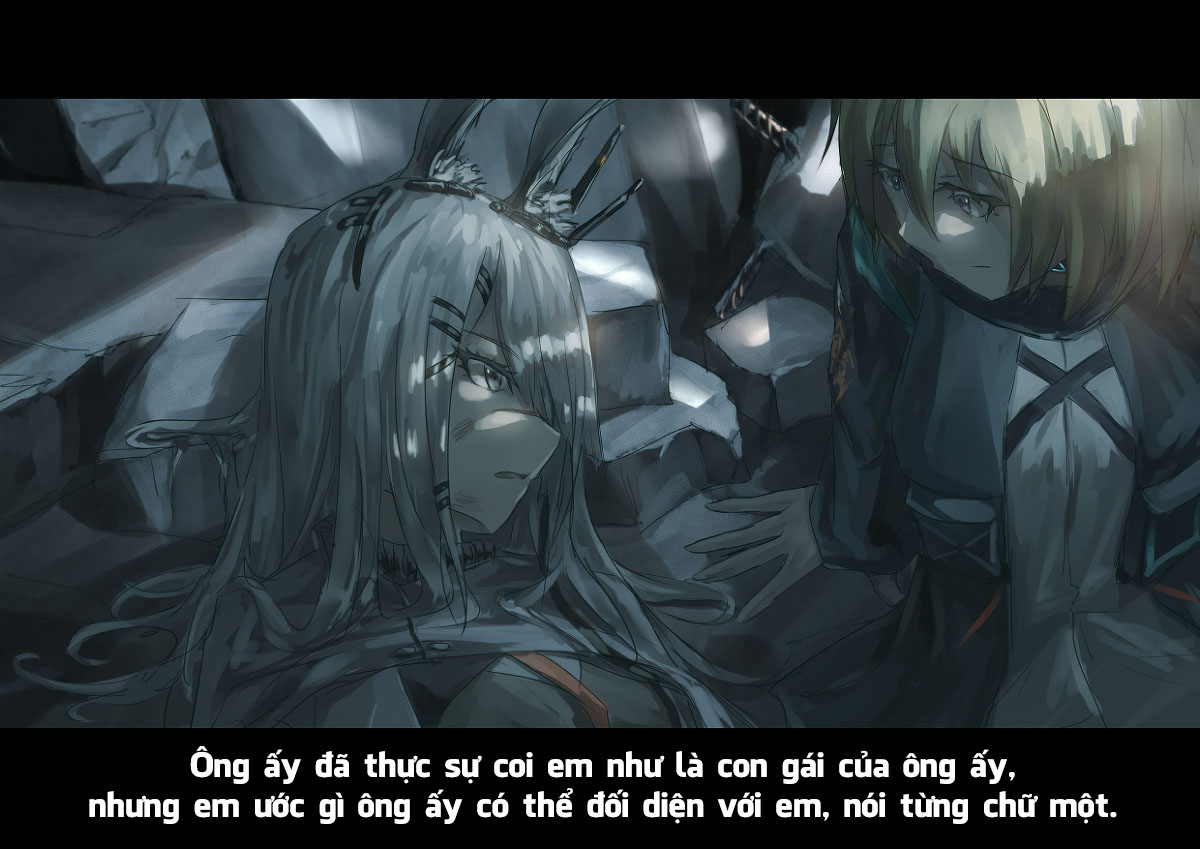 Ông ấy đã thực sự coi em như là con gái của ông ấy,
nhưng em ước gì ông ấy có thể đối diện với em, nói từng chữ một.